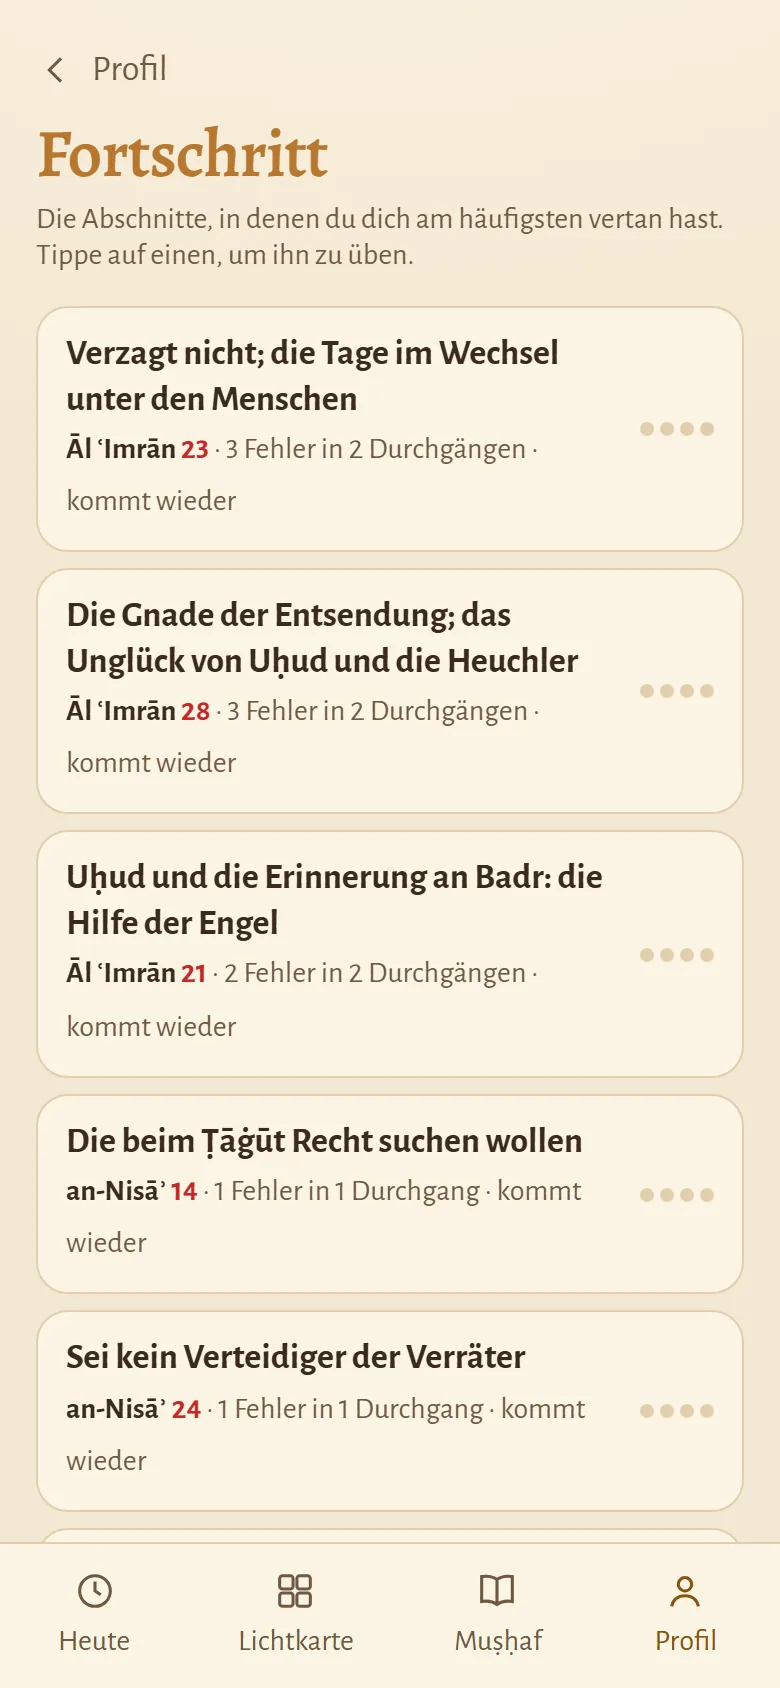 Profil
Fortschritt
Die Abschnitte, in denen du dich am häufigsten vertan hast.
Tippe auf einen, um ihn zu üben.
Verzagt nicht; die Tage im Wechsel
unter den Menschen
Āl ʿImrān 23 · 3 Fehler in 2 Durchgängen ·
kommt wieder
Die Gnade der Entsendung; das
Unglück von Uḥud und die Heuchler
Āl ʿImrān 28 · 3 Fehler in 2 Durchgängen ·
kommt wieder
Uḥud und die Erinnerung an Badr: die
Hilfe der Engel
Āl ʿImrān 21 · 2 Fehler in 2 Durchgängen ·
kommt wieder
Die beim Ṭāġūt Recht suchen wollen
an-Nisāʾ 14 · 1 Fehler in 1 Durchgang · kommt
wieder
Sei kein Verteidiger der Verräter
an-Nisāʾ 24 · 1 Fehler in 1 Durchgang · kommt
wieder
Heute
Lichtkarte
Muṣḥaf
Profil